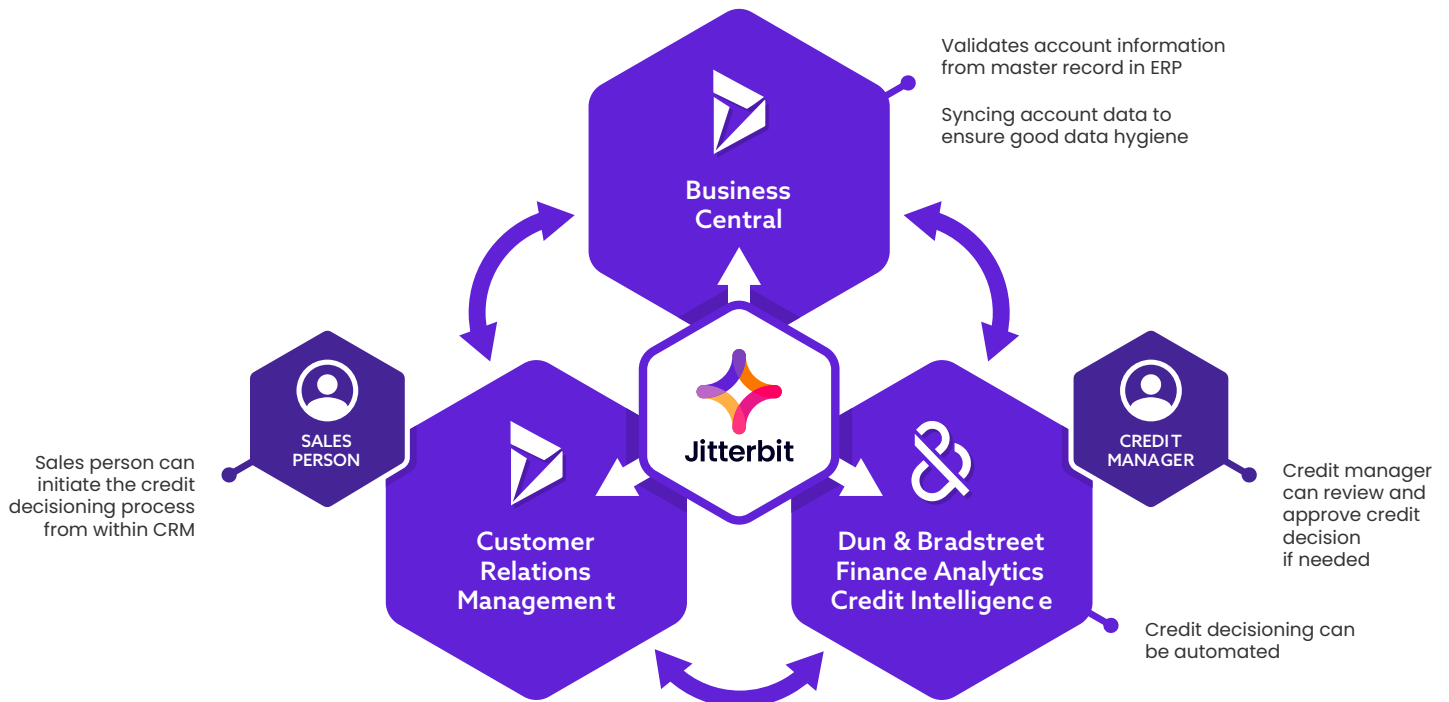 Validates account information
from master record in ERP
Syncing account data to
ensure good data hygiene
Business
Central
Jitterbit
SALES
PERSON
CREDIT
MANAGER
Sales person can
initiate the credit
decisioning process
from within CRM
Credit manager
can review and
approve credit
decision
if needed
Customer
Relations
Management
Dun & Bradstreet
Finance Analytics
Credit Intelligence
Credit decisioning can
be automated